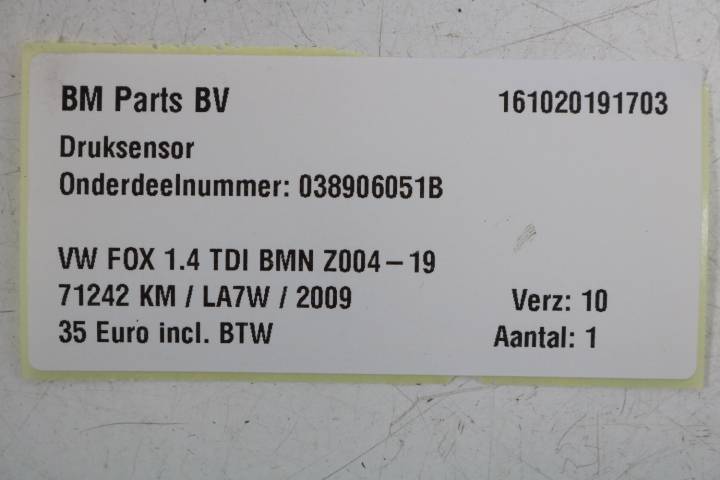 BM Parts BV 161020191703
Druksensor
Onderdeelnummer: 038906051B
VW FOX 1.4 TDI BMN Z004-19
71242 KM / LA7W / 2009 Verz: 10
35 Euro incl. BTW Aantal: 1